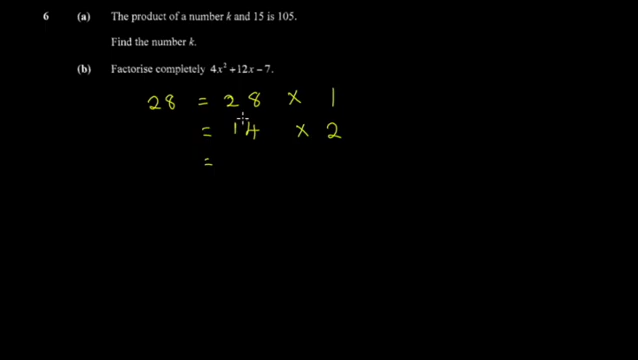 6 (a) The product of a number k and 15 is 105.
Find the number k.
(b) Factorise completely 4x² + 12x − 7.
28 = 28 × 1
= 14 × 2
=